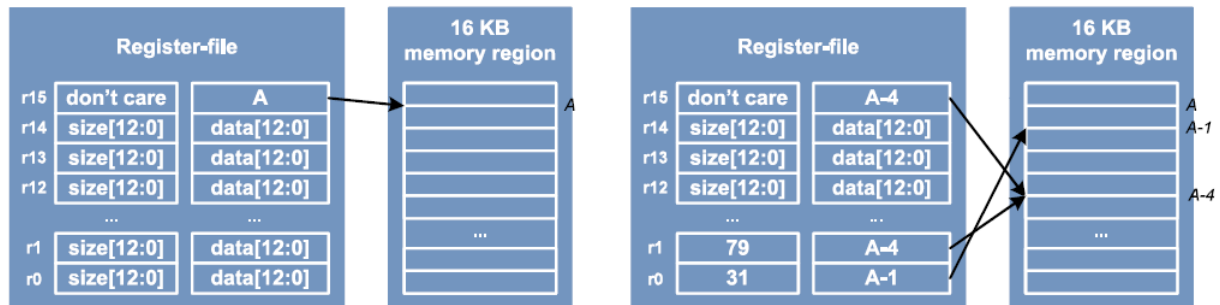 Register-file
16 KB
memory region
r15 don't care A
A
r14 size[12:0] data[12:0]
r13 size[12:0] data[12:0]
r12 size[12:0] data[12:0]
... ...
...
r1 size[12:0] data[12:0]
r0 size[12:0] data[12:0]
Register-file
16 KB
memory region
r15 don't care A-4
A
r14 size[12:0] data[12:0]
A-1
r13 size[12:0] data[12:0]
r12 size[12:0] data[12:0]
A-4
... ...
...
r1 79 A-4
r0 31 A-1